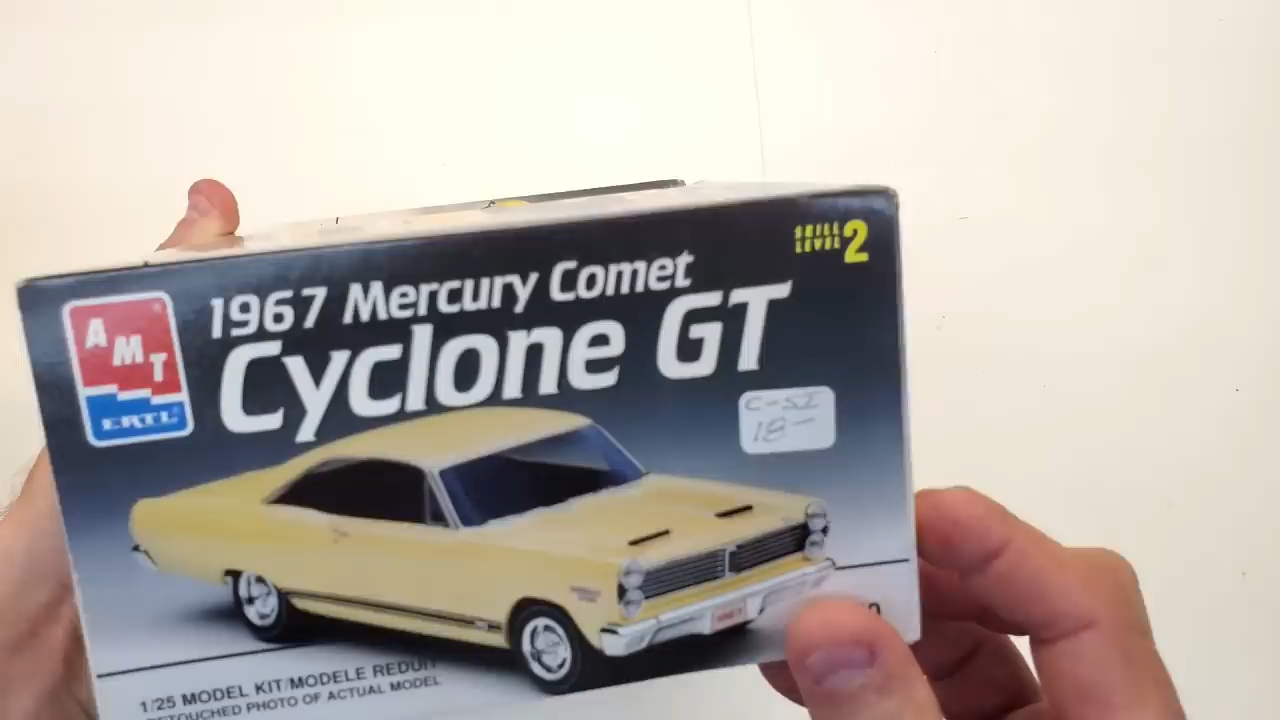 SKILL
LEVEL 2
AMT
ERTL
1967 Mercury Comet
Cyclone GT
C-52
18-
1/25 MODEL KIT/MODELE REDUIT
RETOUCHED PHOTO OF ACTUAL MODEL